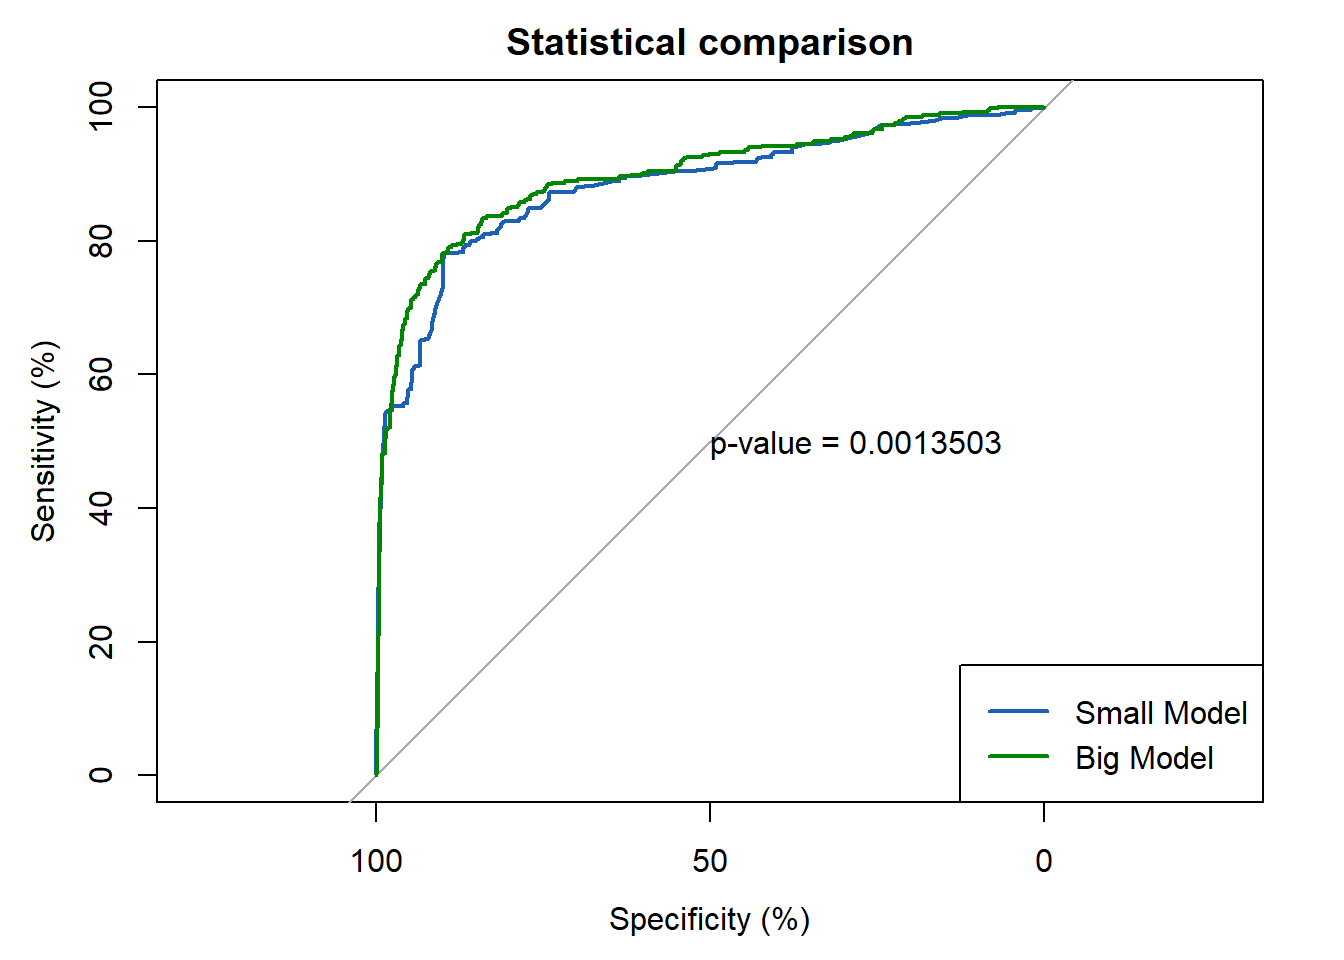 Statistical comparison
100
80
60
40
20
0
Sensitivity (%)
p-value = 0.0013503
Small Model
Big Model
100 50 0
Specificity (%)